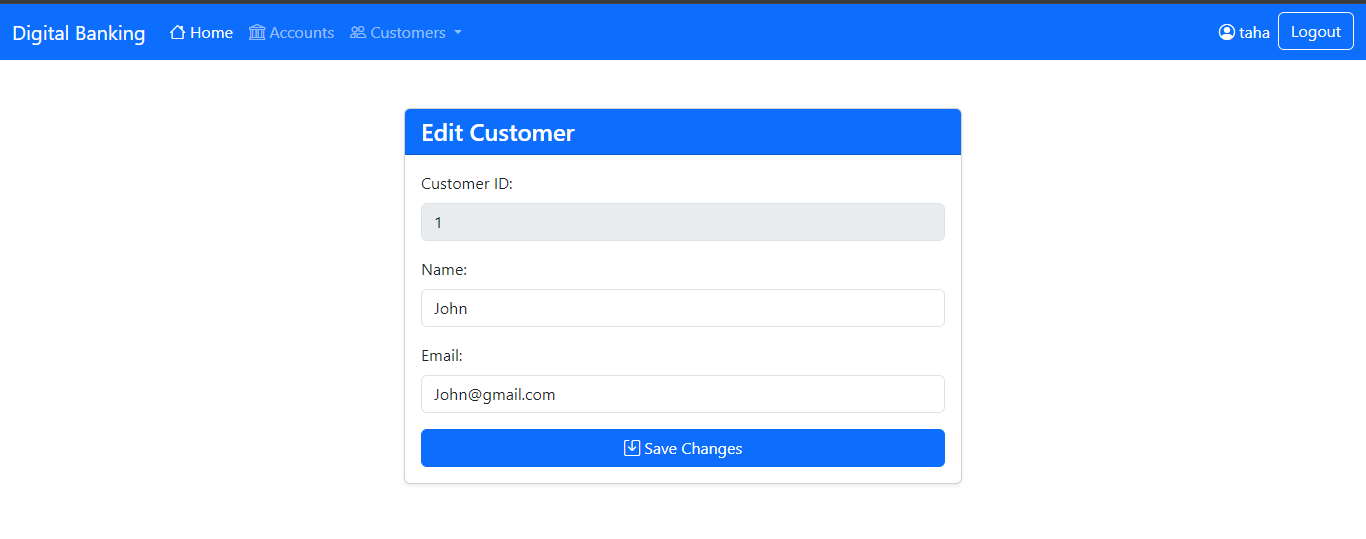 Digital Banking Home Accounts Customers taha Logout
Edit Customer
Customer ID:
1
Name:
John
Email:
John@gmail.com
Save Changes